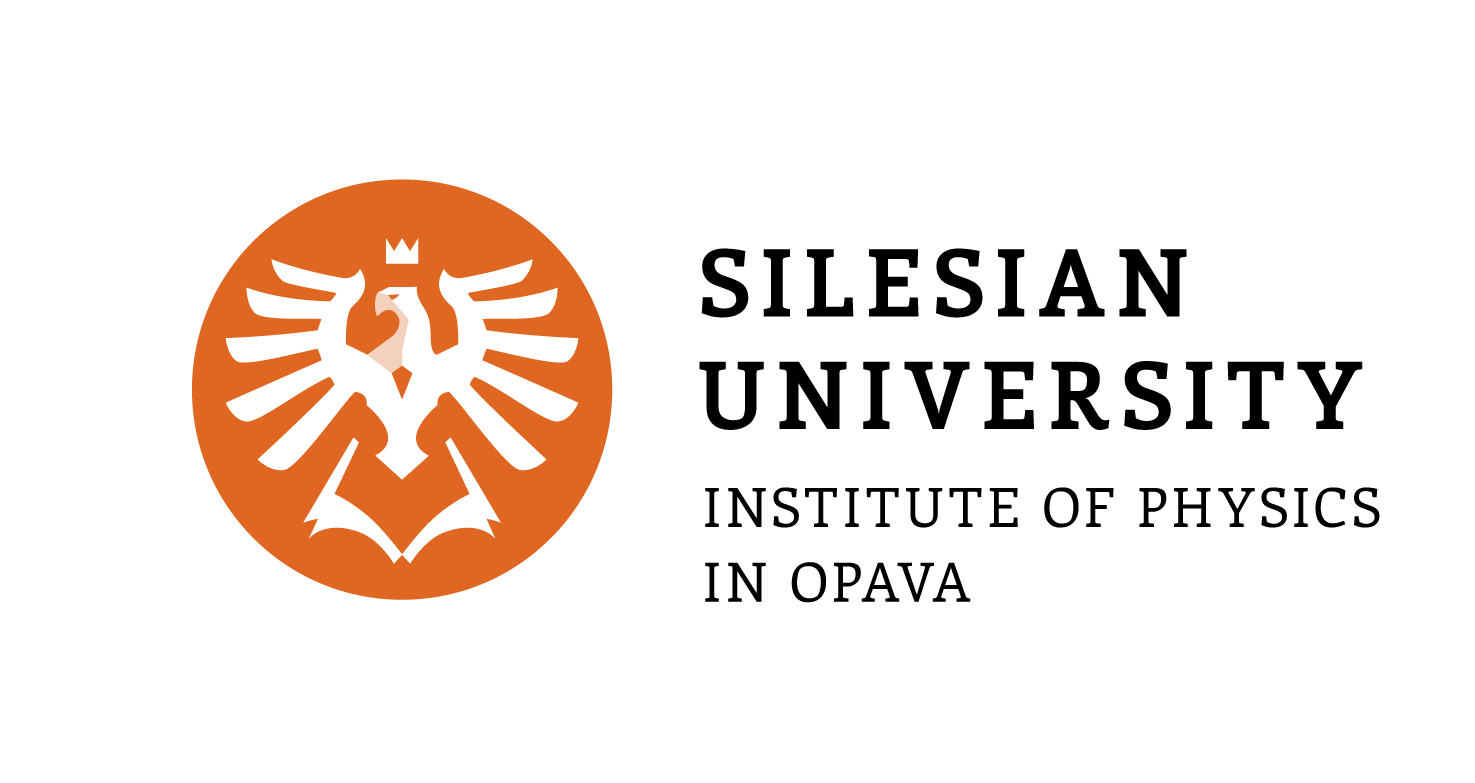 SILESIAN
UNIVERSITY
INSTITUTE OF PHYSICS
IN OPAVA